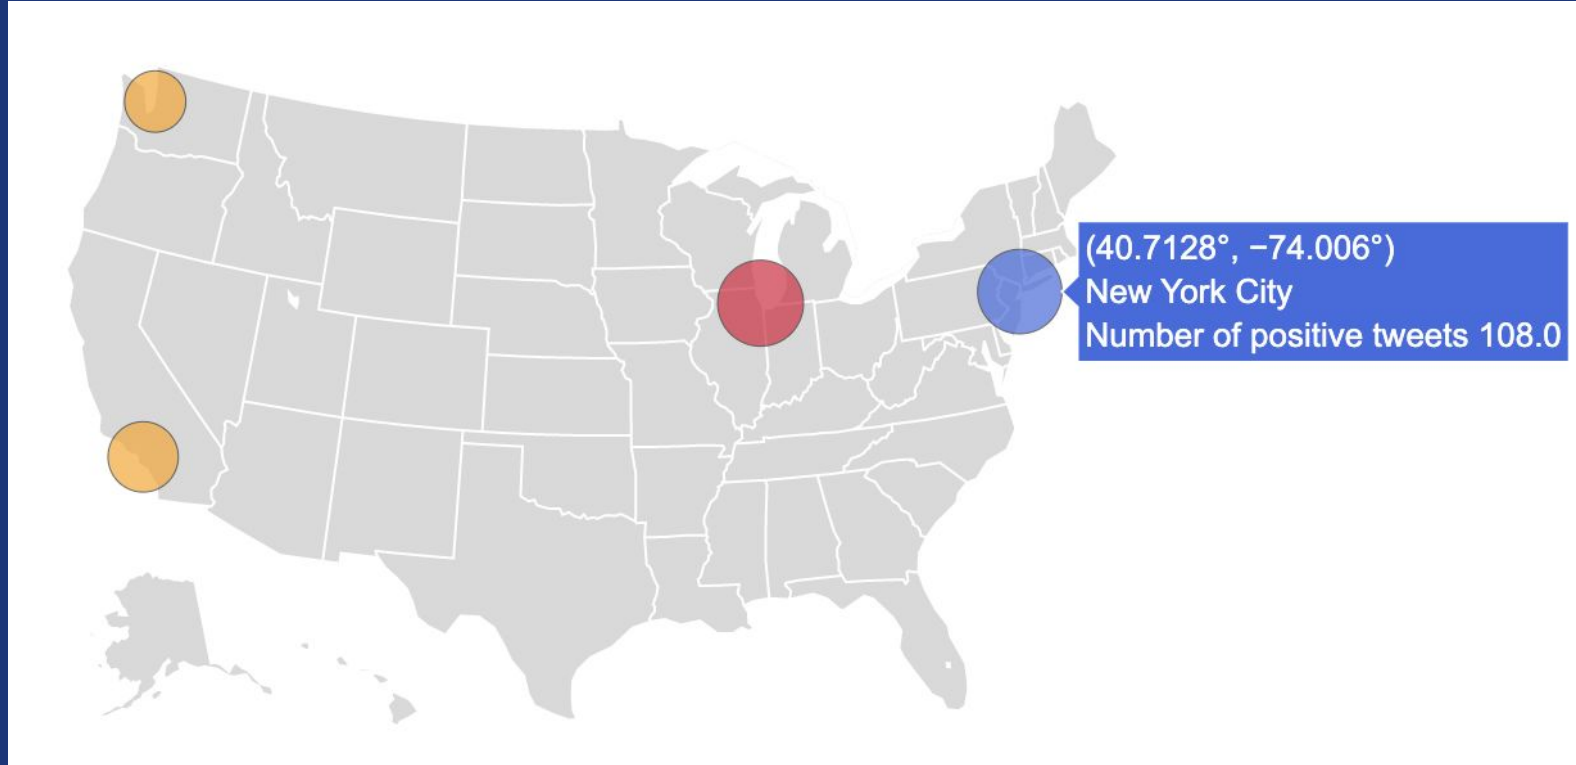 (40.7128°, −74.006°)
New York City
Number of positive tweets 108.0